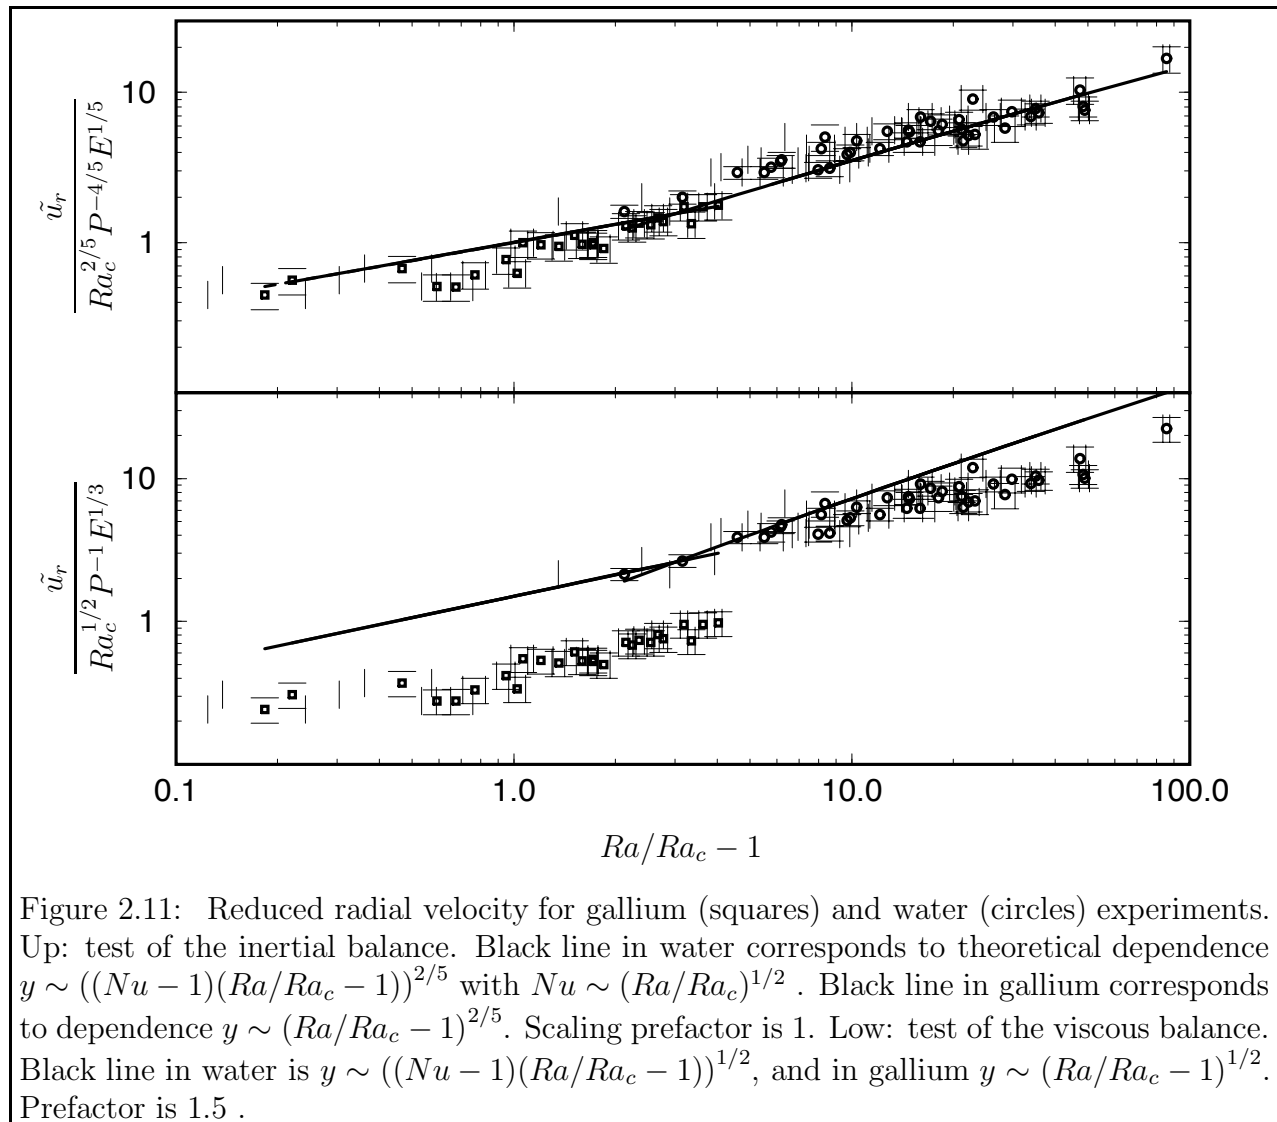 10
1
ũ_r
Ra_c^{2/5} P^{-4/5} E^{1/5}
10
1
ũ_r
Ra_c^{1/2} P^{-1} E^{1/3}
0.1 1.0 10.0 100.0
Ra/Ra_c − 1
Figure 2.11: Reduced radial velocity for gallium (squares) and water (circles) experiments.
Up: test of the inertial balance. Black line in water corresponds to theoretical dependence
y ∼ ((Nu − 1)(Ra/Ra_c − 1))^{2/5} with Nu ∼ (Ra/Ra_c)^{1/2} . Black line in gallium corresponds
to dependence y ∼ (Ra/Ra_c − 1)^{2/5}. Scaling prefactor is 1. Low: test of the viscous balance.
Black line in water is y ∼ ((Nu − 1)(Ra/Ra_c − 1))^{1/2}, and in gallium y ∼ (Ra/Ra_c − 1)^{1/2}.
Prefactor is 1.5 .